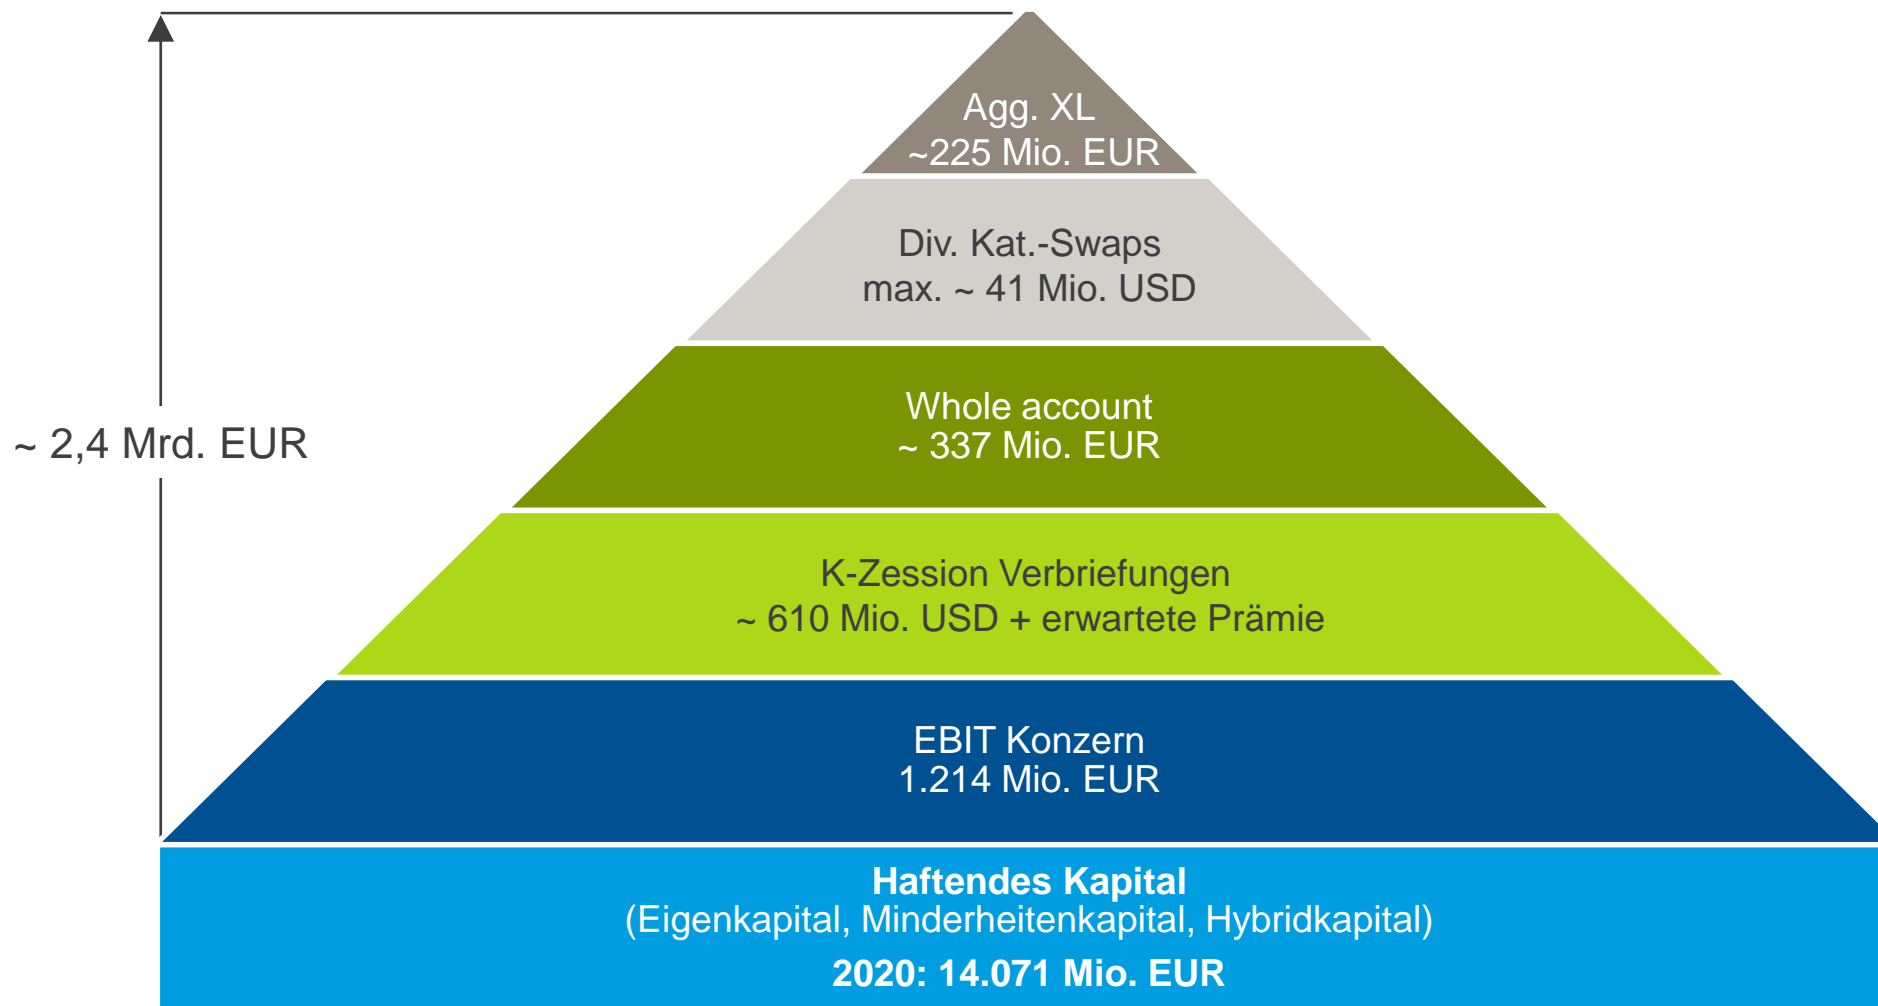 Agg. XL
~225 Mio. EUR
Div. Kat.-Swaps
max. ~ 41 Mio. USD
Whole account
~ 337 Mio. EUR
~ 2,4 Mrd. EUR
K-Zession Verbriefungen
~ 610 Mio. USD + erwartete Prämie
EBIT Konzern
1.214 Mio. EUR
Haftendes Kapital
(Eigenkapital, Minderheitenkapital, Hybridkapital)
2020: 14.071 Mio. EUR